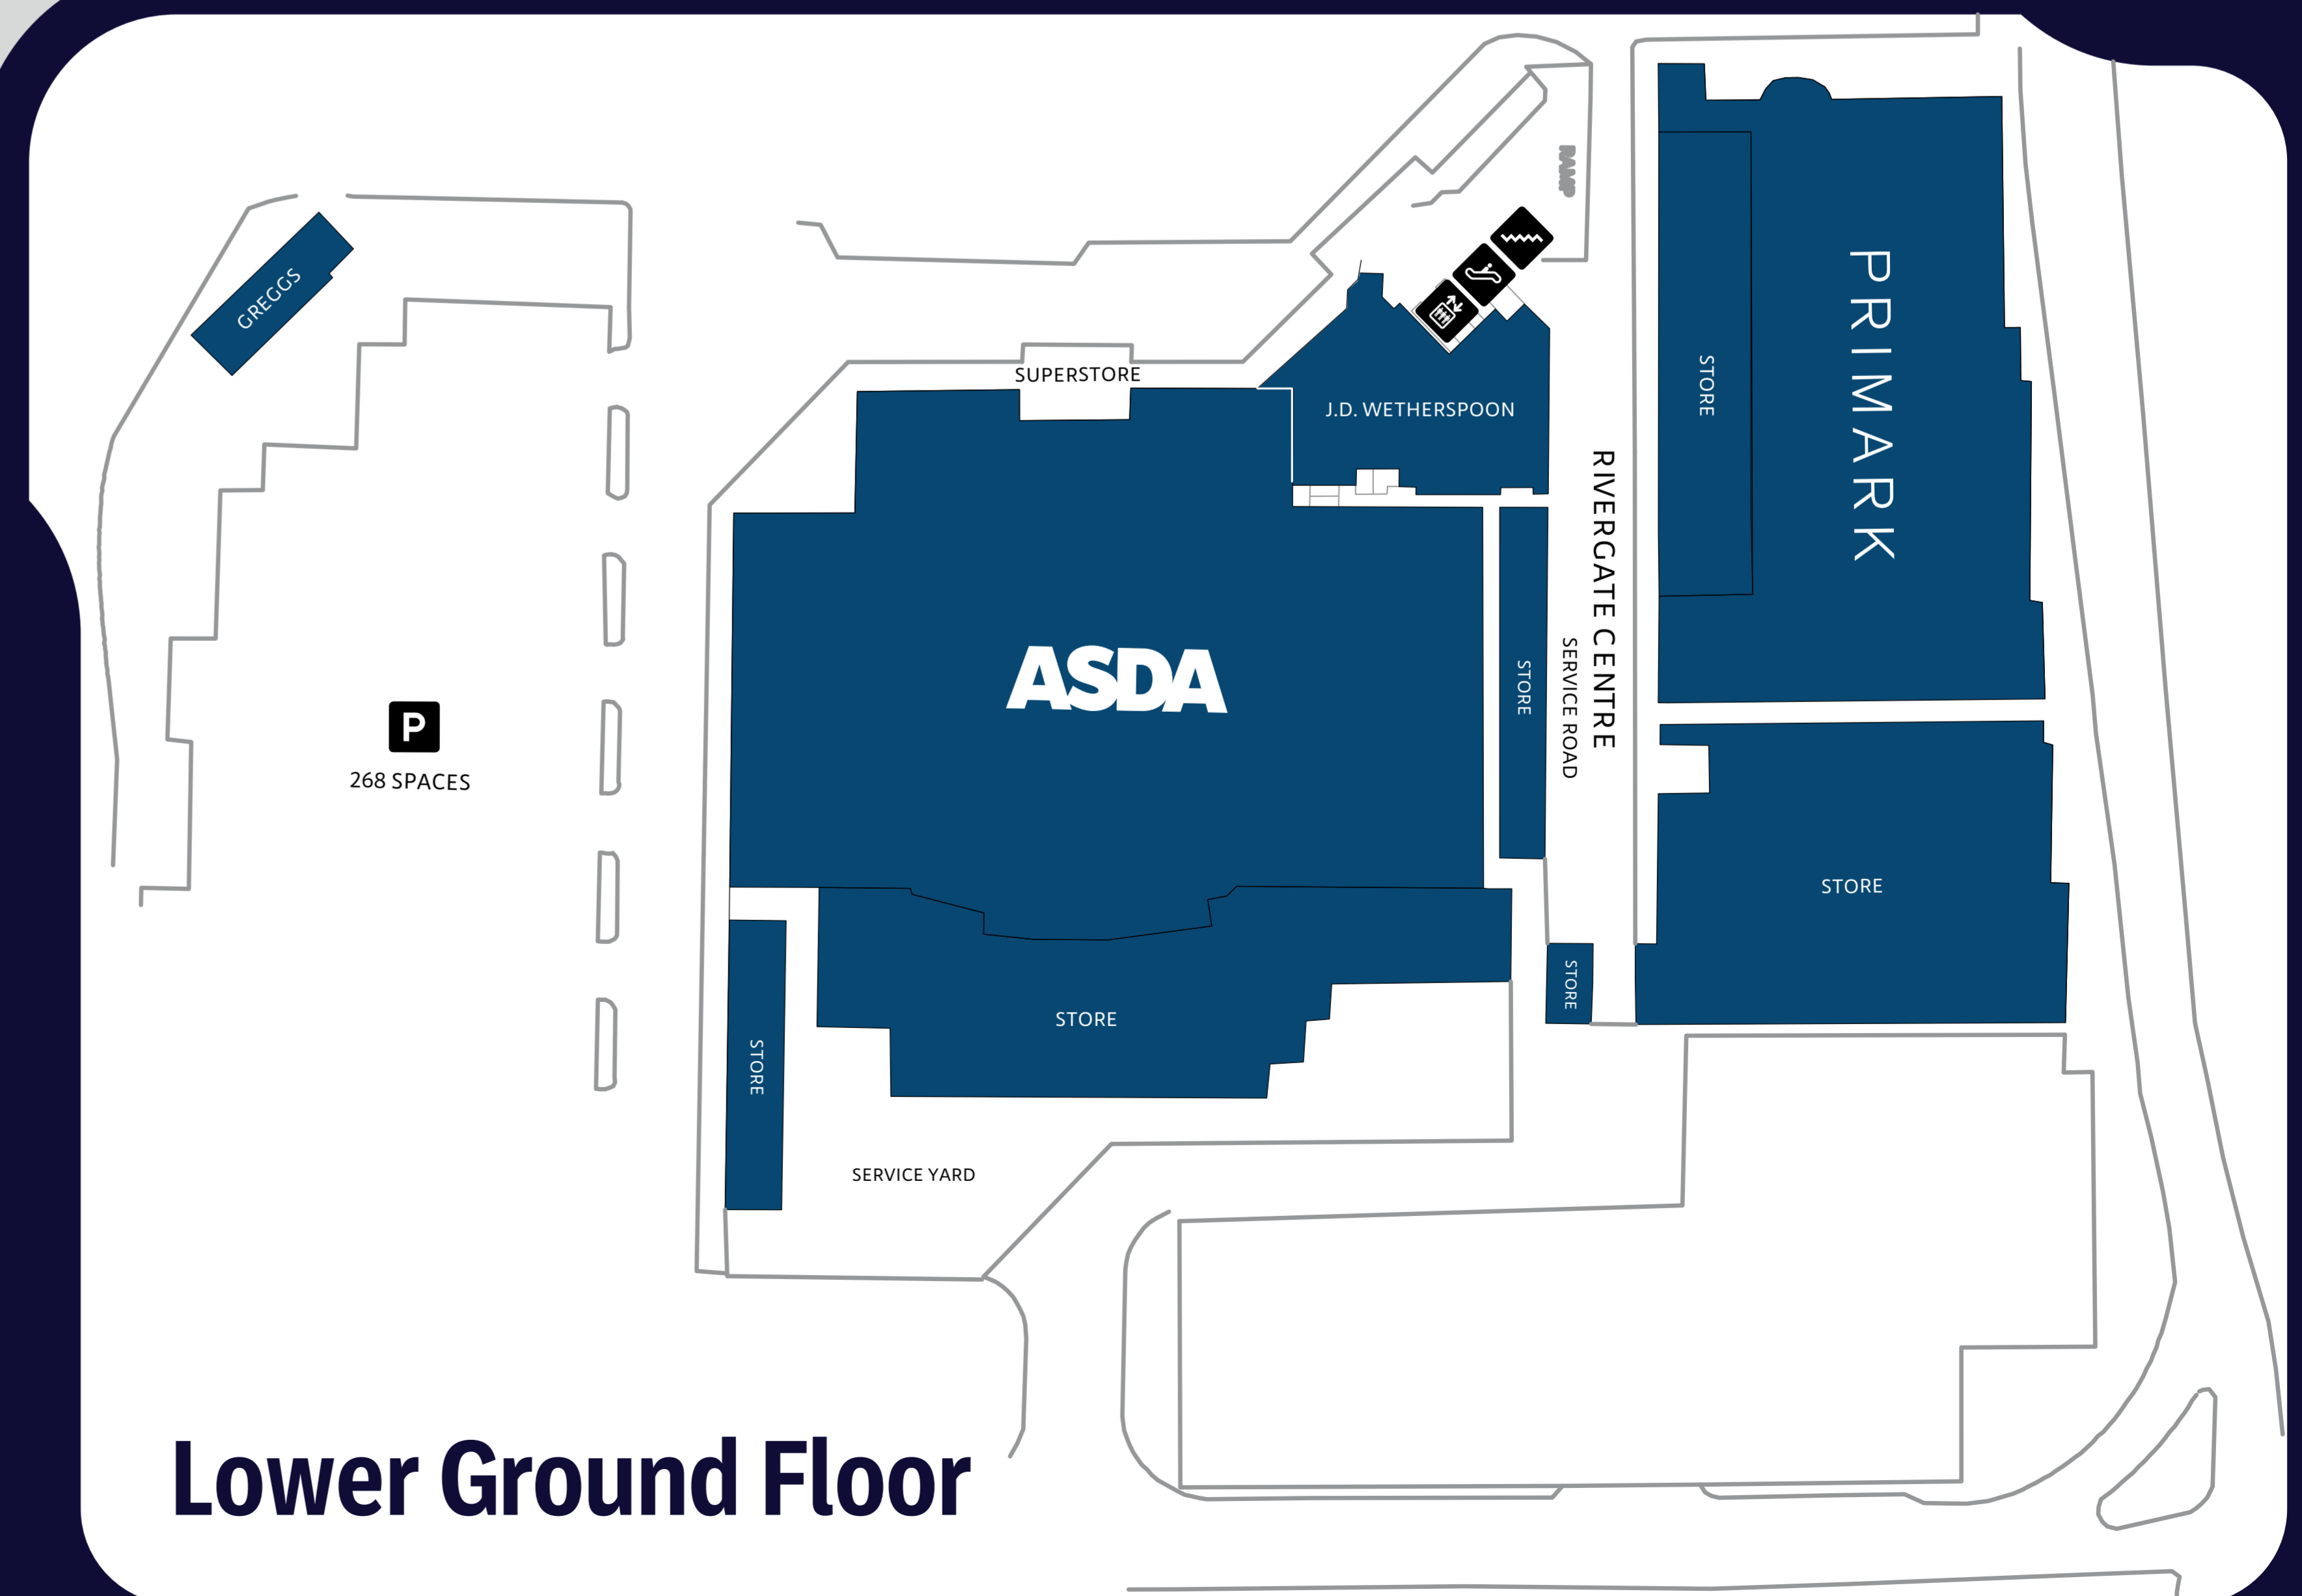 RAMP
GREGGS
SUPERSTORE
J.D. WETHERSPOON
STORE
PRIMARK
RIVERGATE CENTRE
SERVICE ROAD
STORE
ASDA
P
268 SPACES
STORE
STORE
STORE
STORE
SERVICE YARD
Lower Ground Floor